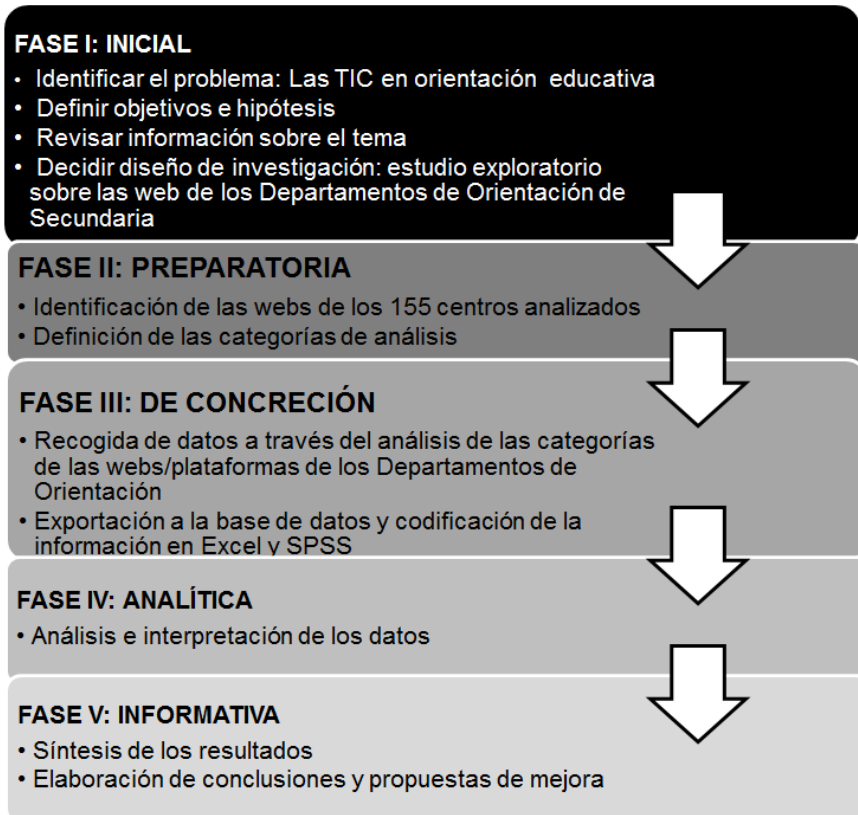 FASE I: INICIAL
• Identificar el problema: Las TIC en orientación educativa
• Definir objetivos e hipótesis
• Revisar información sobre el tema
• Decidir diseño de investigación: estudio exploratorio
sobre las web de los Departamentos de Orientación de
Secundaria
FASE II: PREPARATORIA
• Identificación de las webs de los 155 centros analizados
• Definición de las categorías de análisis
FASE III: DE CONCRECIÓN
• Recogida de datos a través del análisis de las categorías
de las webs/plataformas de los Departamentos de
Orientación
• Exportación a la base de datos y codificación de la
información en Excel y SPSS
FASE IV: ANALÍTICA
• Análisis e interpretación de los datos
FASE V: INFORMATIVA
• Síntesis de los resultados
• Elaboración de conclusiones y propuestas de mejora